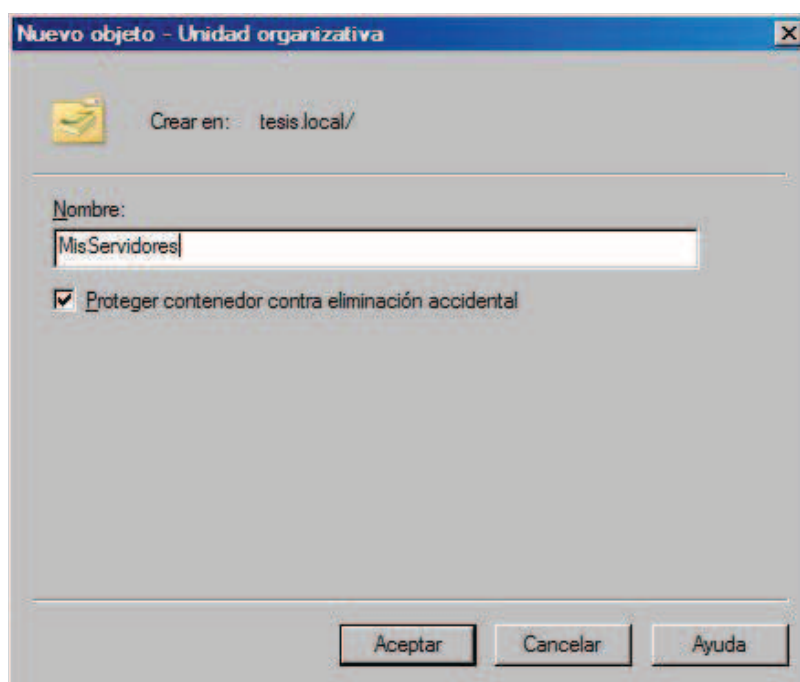 Nuevo objeto - Unidad organizativa
Crear en: tesis.local/
Nombre:
MisServidores
Proteger contenedor contra eliminación accidental
Aceptar Cancelar Ayuda